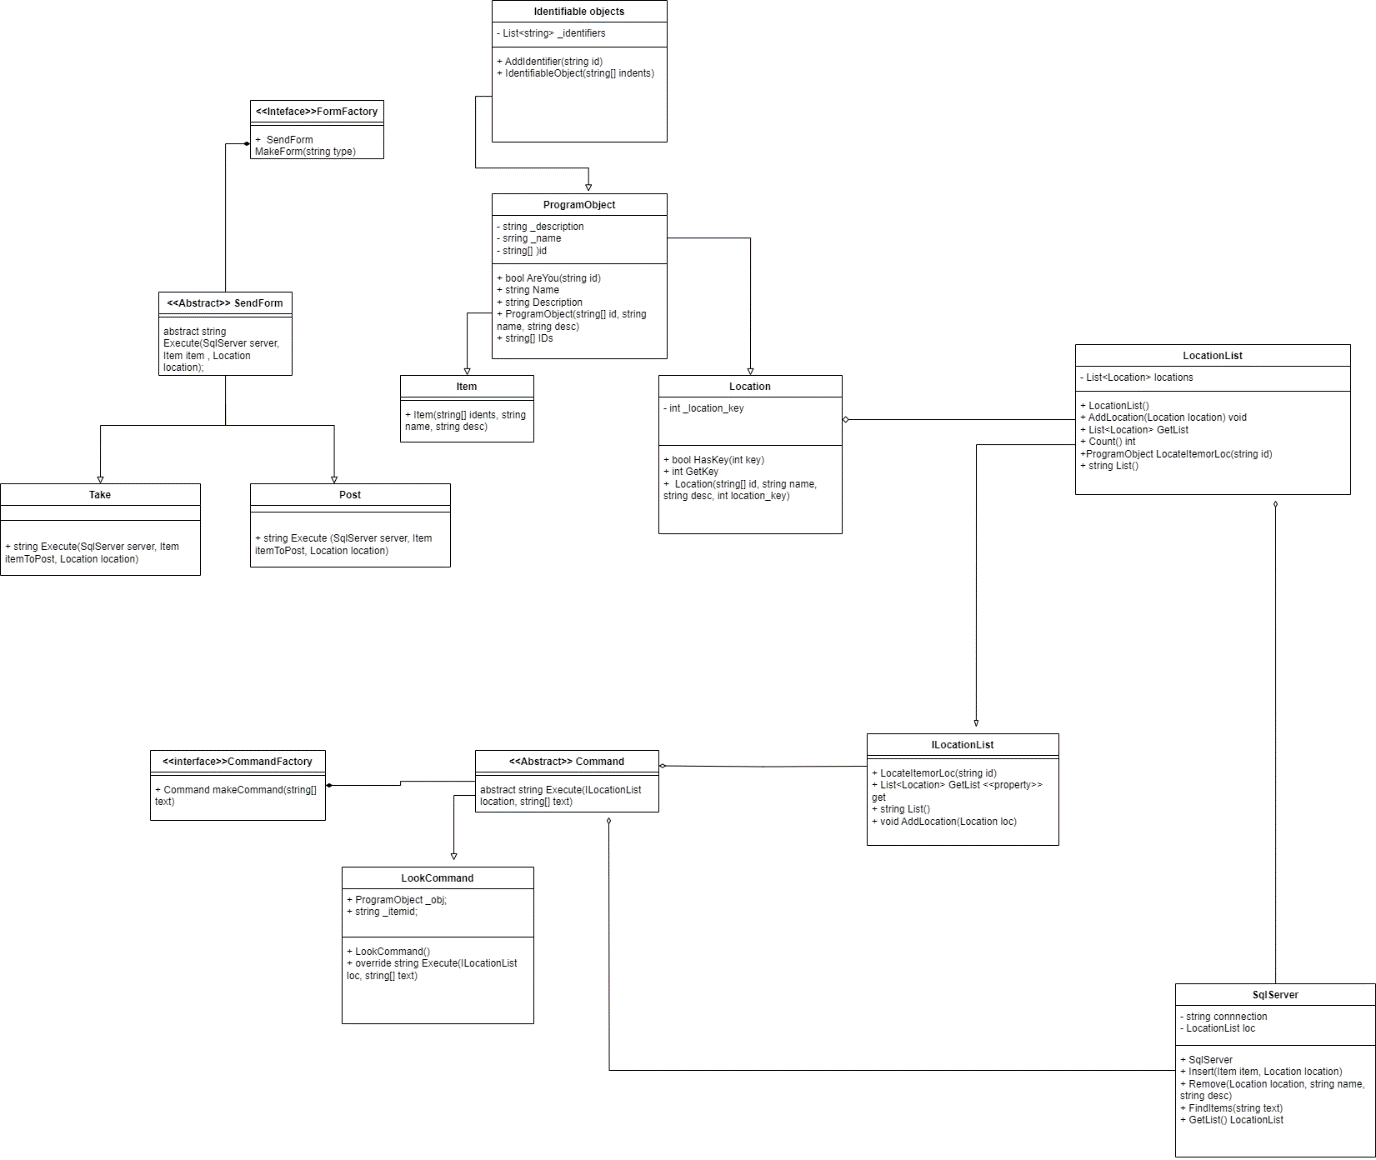 Identifiable objects
- List<string> _identifiers
+ AddIdentifier(string id)
+ IdentifiableObject(string[] indents)
<<Inteface>>FormFactory
+ SendForm
MakeForm(string type)
ProgramObject
- string _description
- srring _name
- string[] )id
+ bool AreYou(string id)
+ string Name
+ string Description
+ ProgramObject(string[] id, string
name, string desc)
+ string[] IDs
<<Abstract>> SendForm
abstract string
Execute(SqlServer server,
Item item , Location
location);
Item
+ Item(string[] idents, string
name, string desc)
Location
- int _location_key
+ bool HasKey(int key)
+ int GetKey
+ Location(string[] id, string name,
string desc, int location_key)
LocationList
- List<Location> locations
+ LocationList()
+ AddLocation(Location location) void
+ List<Location> GetList
+ Count() int
+ProgramObject LocateItemorLoc(string id)
+ string List()
Take
+ string Execute(SqlServer server, Item
itemToPost, Location location)
Post
+ string Execute (SqlServer server, Item
itemToPost, Location location)
<<interface>>CommandFactory
+ Command makeCommand(string[]
text)
<<Abstract>> Command
abstract string Execute(ILocationList
location, string[] text)
ILocationList
+ LocateItemorLoc(string id)
+ List<Location> GetList <<property>>
get
+ string List()
+ void AddLocation(Location loc)
LookCommand
+ ProgramObject _obj;
+ string _itemid;
+ LookCommand()
+ override string Execute(ILocationList
loc, string[] text)
SqlServer
- string connnection
- LocationList loc
+ SqlServer
+ Insert(Item item, Location location)
+ Remove(Location location, string name,
string desc)
+ FindItems(string text)
+ GetList() LocationList